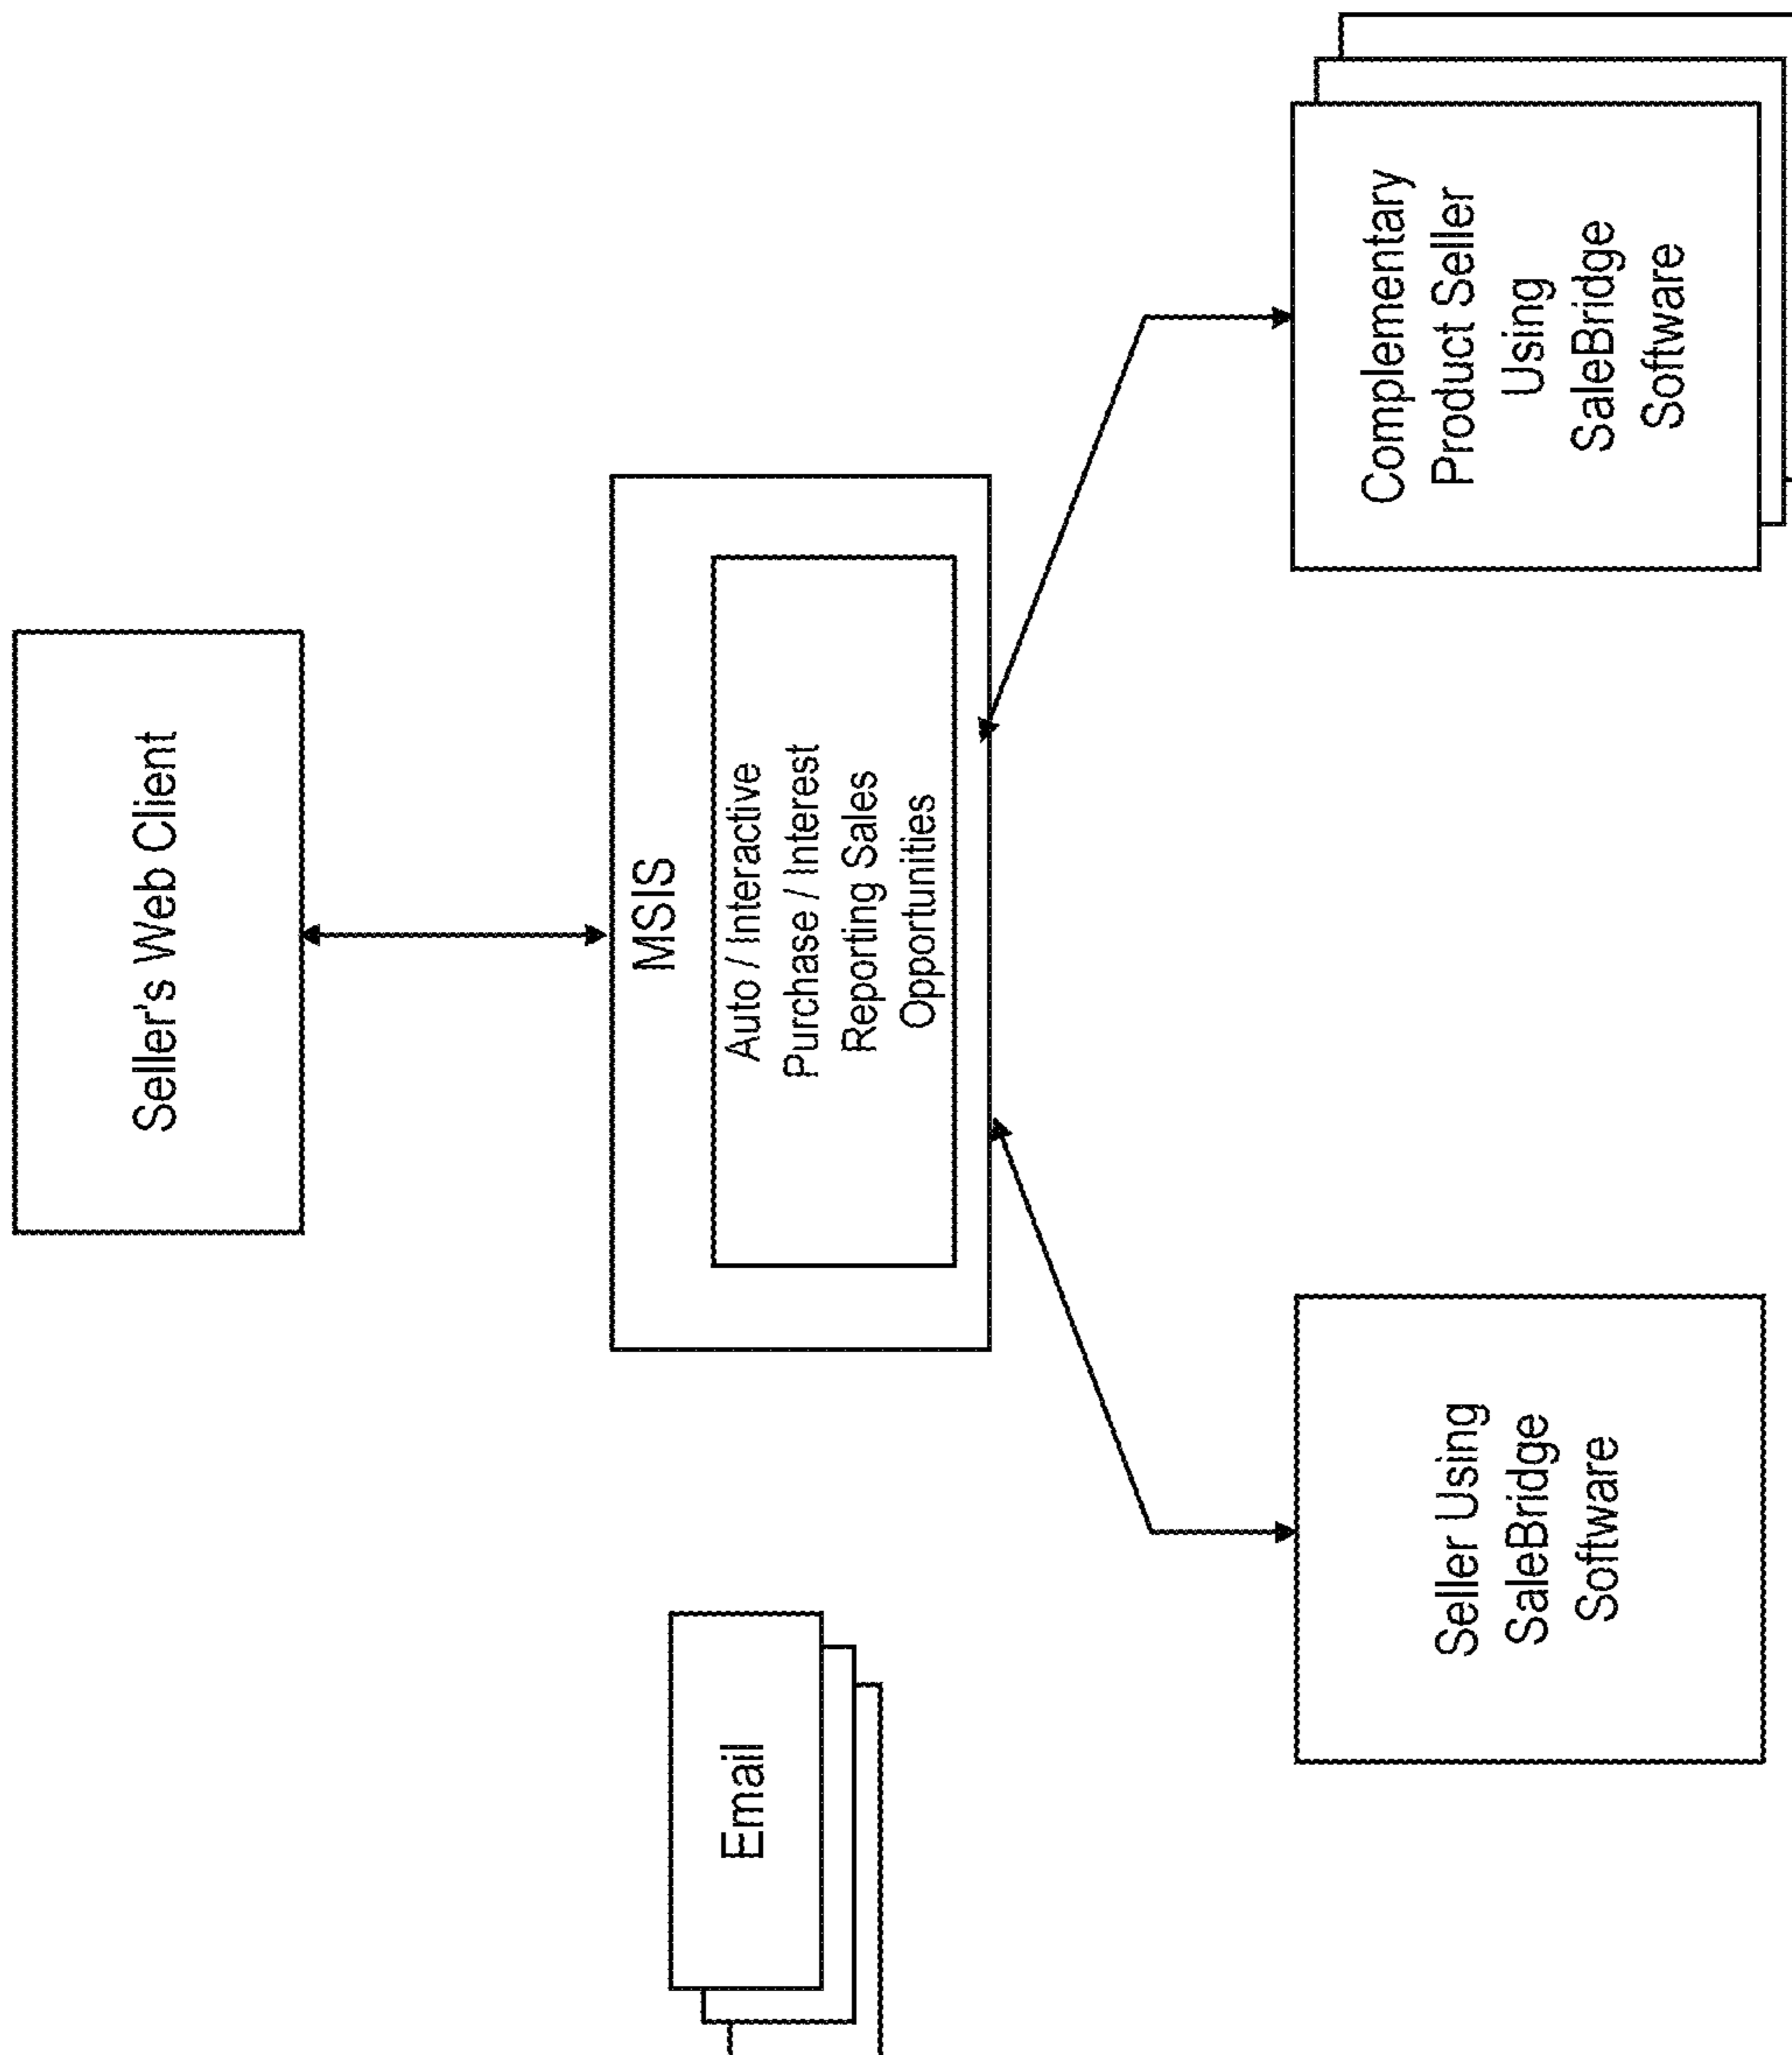 Seller's Web Client
MSIS
Auto / Interactive
Purchase / Interest
Reporting Sales
Opportunities
Email
Seller Using
SaleBridge
Software
Complementary
Product Seller
Using
SaleBridge
Software